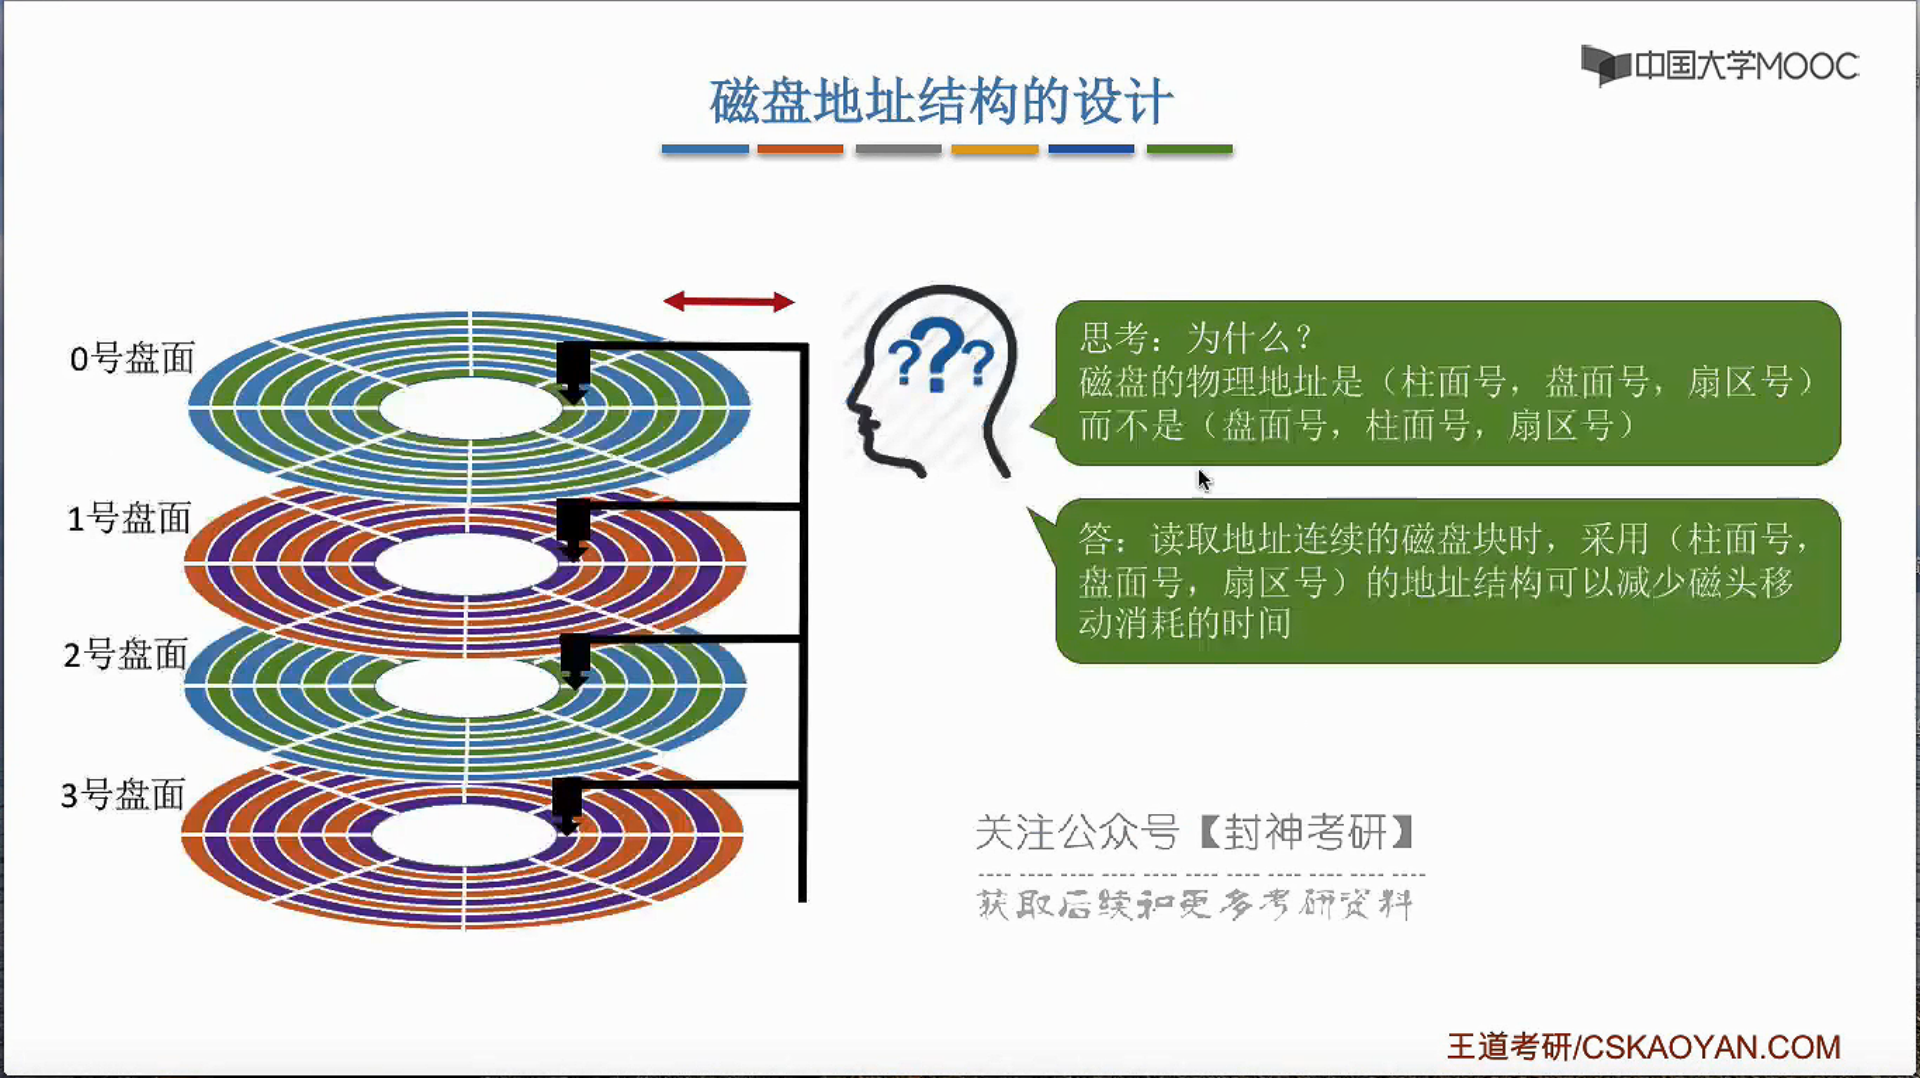 中国大学MOOC
磁盘地址结构的设计
0号盘面
1号盘面
2号盘面
3号盘面
???
思考：为什么？
磁盘的物理地址是（柱面号，盘面号，扇区号）
而不是（盘面号，柱面号，扇区号）
答：读取地址连续的磁盘块时，采用（柱面号，
盘面号，扇区号）的地址结构可以减少磁头移
动消耗的时间
关注公众号【封神考研】
获取后续和更多考研资料
王道考研/CSKAOYAN.COM